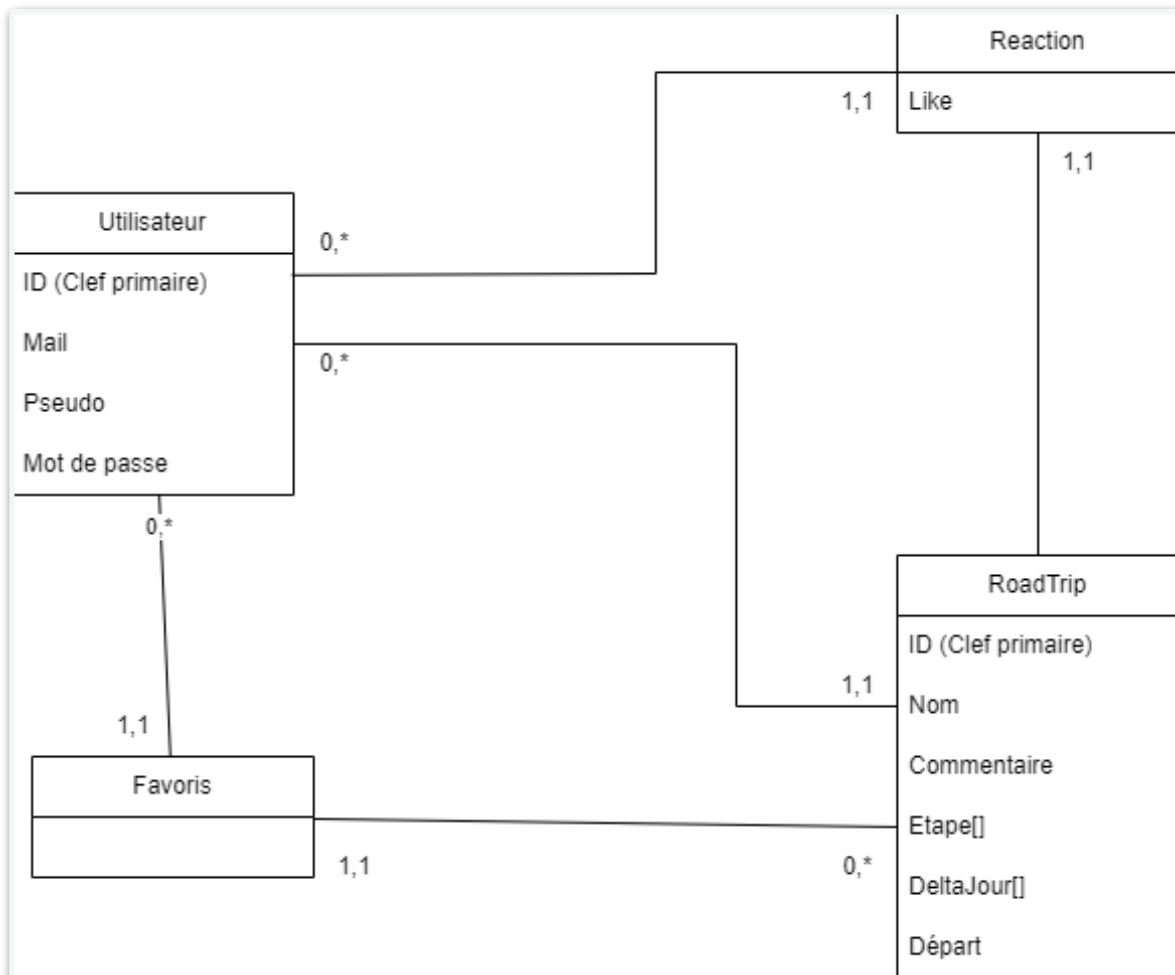 Reaction
Like
1,1
1,1
Utilisateur
ID (Clef primaire)
Mail
Pseudo
Mot de passe
0,*
0,*
0,*
1,1
Favoris
1,1
RoadTrip
ID (Clef primaire)
1,1
Nom
Commentaire
Etape[]
0,*
DeltaJour[]
Départ